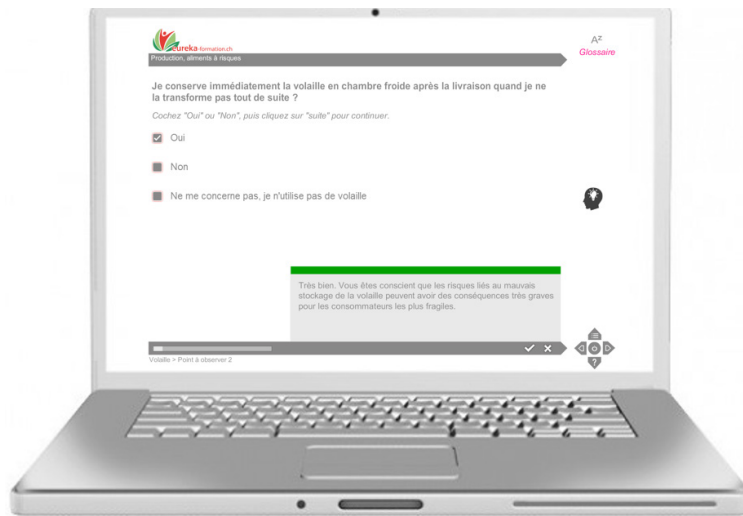 eureka-formation.ch
Production, aliments à risques
Az
Glossaire
Je conserve immédiatement la volaille en chambre froide après la livraison quand je ne
la transforme pas tout de suite ?
Cochez "Oui" ou "Non", puis cliquez sur "suite" pour continuer.
Oui
Non
Ne me concerne pas, je n'utilise pas de volaille
Très bien. Vous êtes conscient que les risques liés au mauvais
stockage de la volaille peuvent avoir des conséquences très graves
pour les consommateurs les plus fragiles.
Volaille > Point à observer 2
?